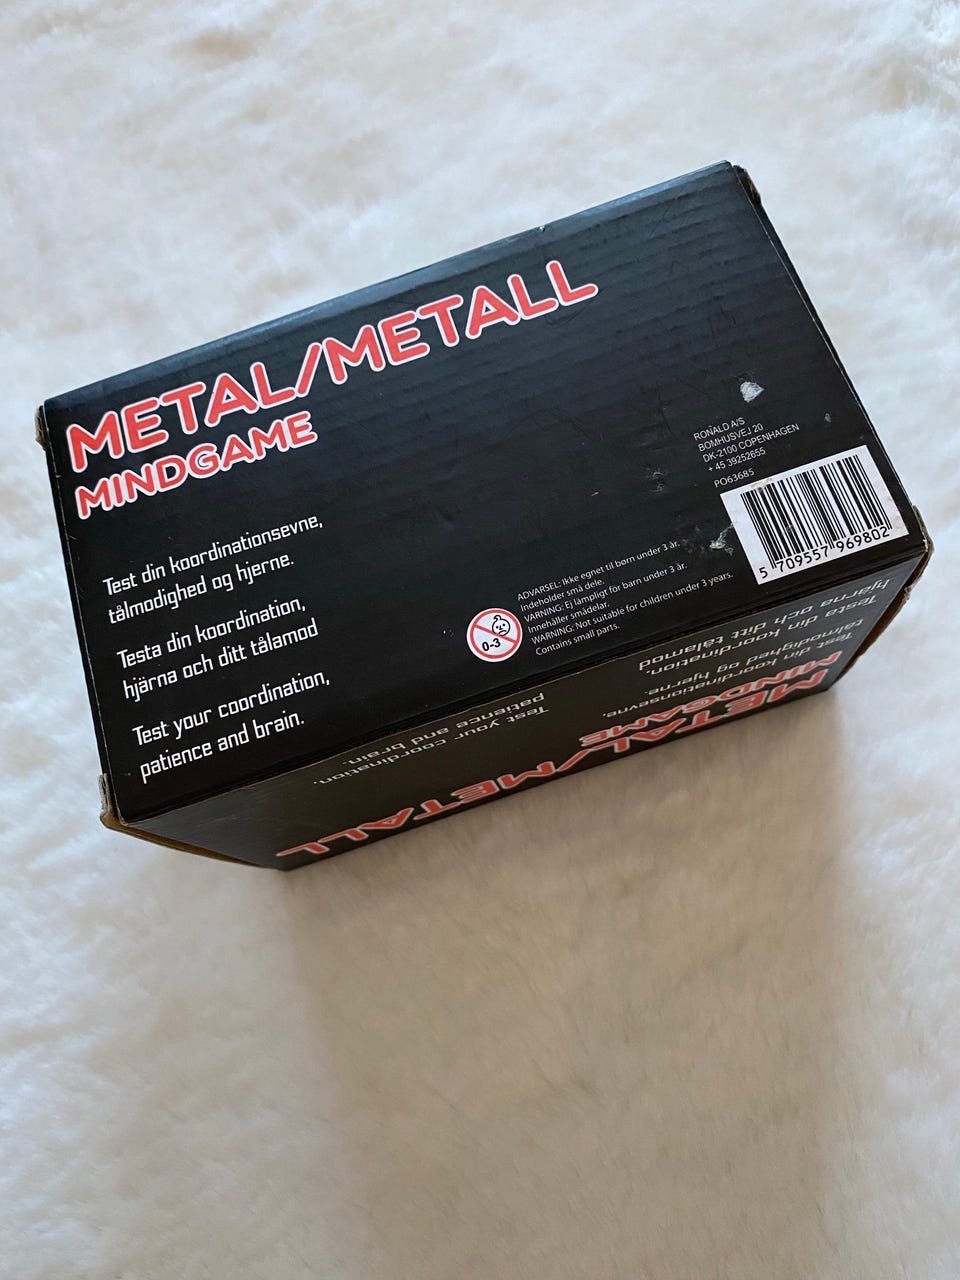 METAL/METALL
MINDGAME
Test din koordinationsevne,
tålmodighed og hjerne.
Testa din koordination,
hjärna och ditt tålamod
Test your coordination,
patience and brain.
0-3
ADVARSEL: Ikke egnet til børn under 3 år.
Indeholder små dele.
VARNING: Ej lämpligt för barn under 3 år.
Innehåller smådelar.
WARNING: Not suitable for children under 3 years.
Contains small parts.
RONALD A/S
BOMHUSVEJ 20
DK-2100 COPENHAGEN
+ 45 39252655
PO63685
5 709557 969802
METAL/METALL
MINDGAME
Test din koordinationsevne,
tålmodighed og hjerne.
Testa din koordination,
hjärna och ditt tålamod
Test your coordination,
patience and brain.